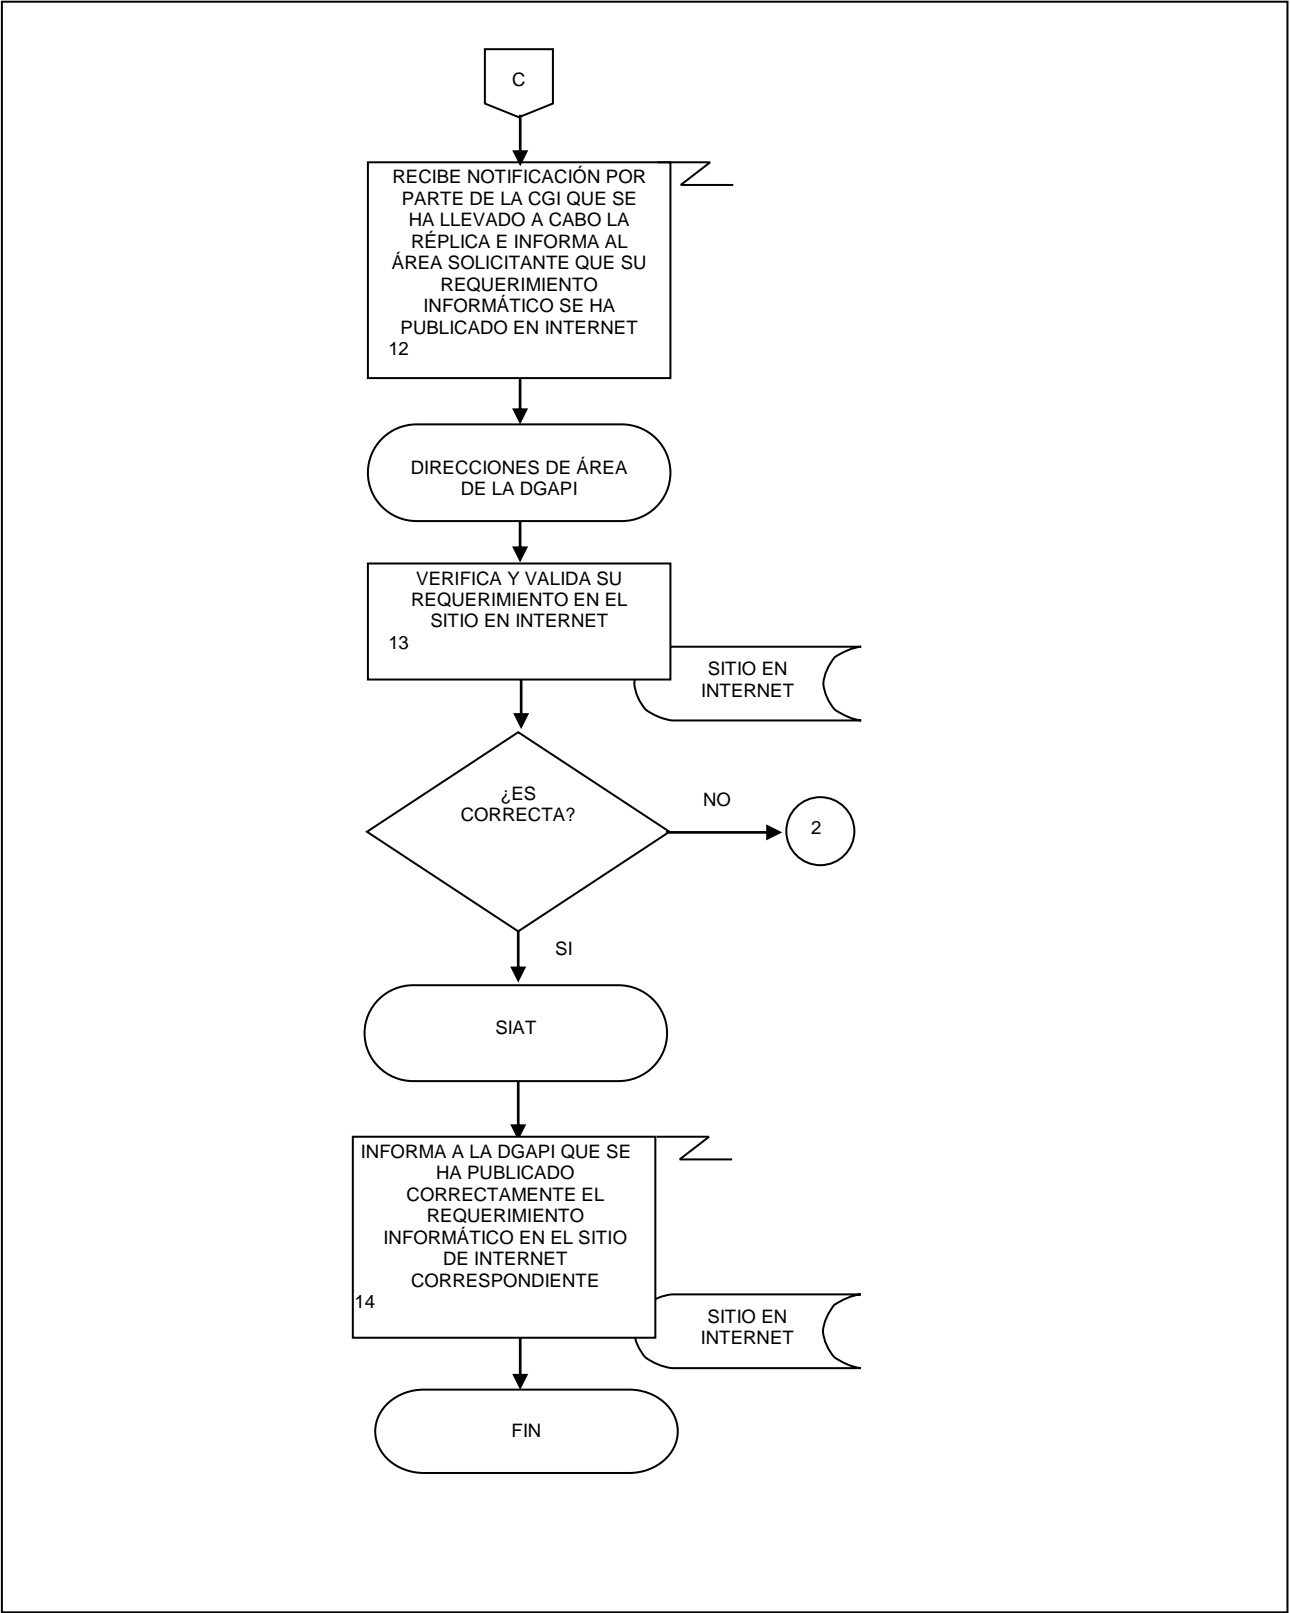 C
RECIBE NOTIFICACIÓN POR
PARTE DE LA CGI QUE SE
HA LLEVADO A CABO LA
RÉPLICA E INFORMA AL
ÁREA SOLICITANTE QUE SU
REQUERIMIENTO
INFORMÁTICO SE HA
PUBLICADO EN INTERNET
12
DIRECCIONES DE ÁREA
DE LA DGAPI
VERIFICA Y VALIDA SU
REQUERIMIENTO EN EL
SITIO EN INTERNET
13
SITIO EN
INTERNET
¿ES
CORRECTA?
NO
2
SI
SIAT
INFORMA A LA DGAPI QUE SE
HA PUBLICADO
CORRECTAMENTE EL
REQUERIMIENTO
INFORMÁTICO EN EL SITIO
DE INTERNET
CORRESPONDIENTE
14
SITIO EN
INTERNET
FIN